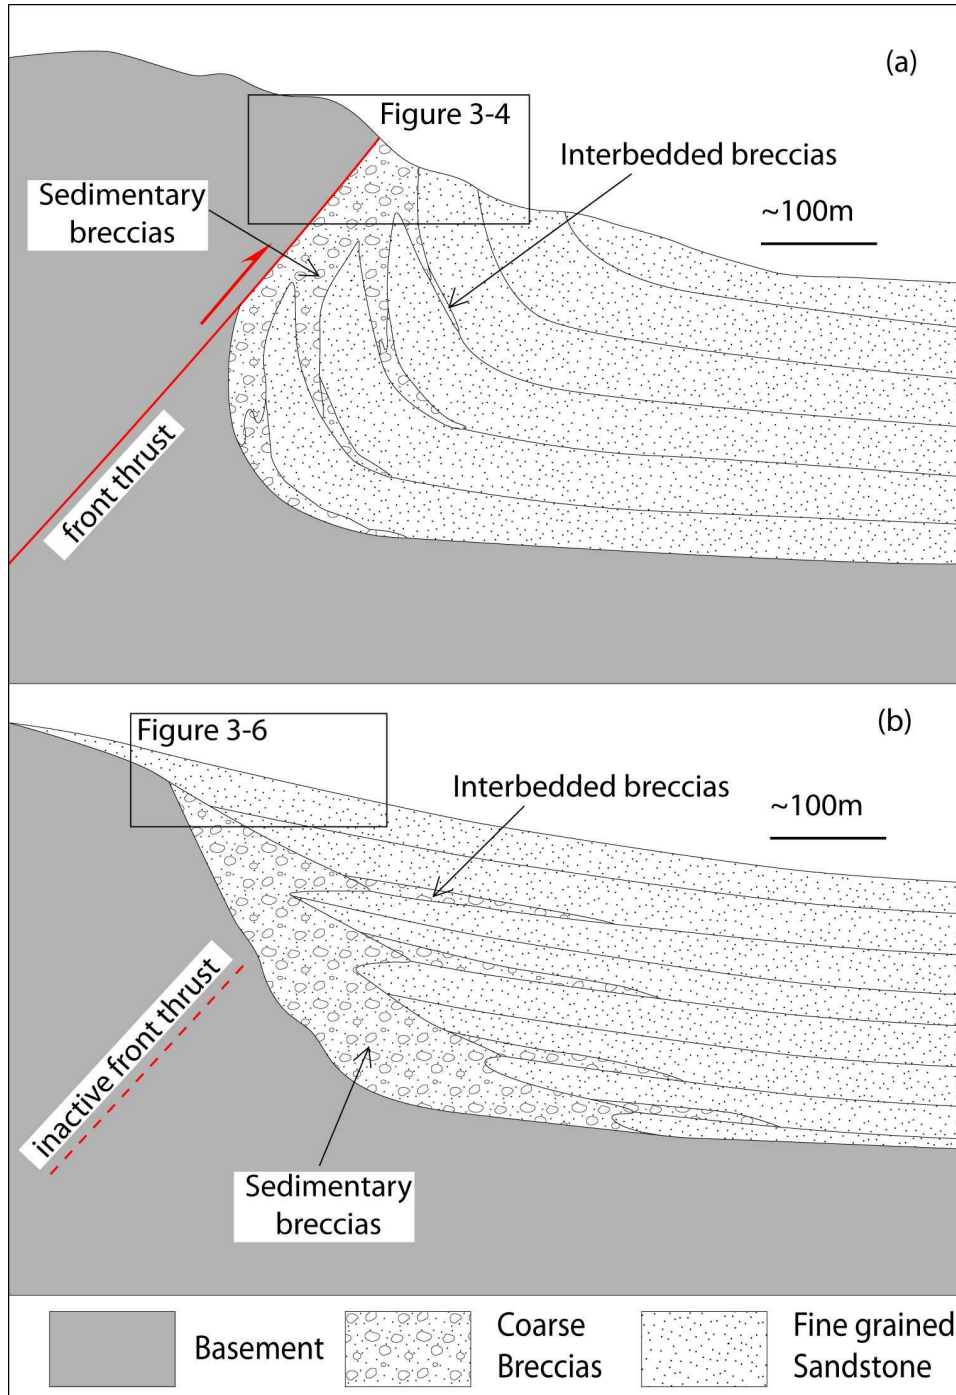 (a)
Figure 3-4
Interbedded breccias
Sedimentary
breccias
~100m
front thrust
(b)
Figure 3-6
Interbedded breccias
~100m
inactive front thrust
Sedimentary
breccias
Basement
Coarse
Breccias
Fine grained
Sandstone